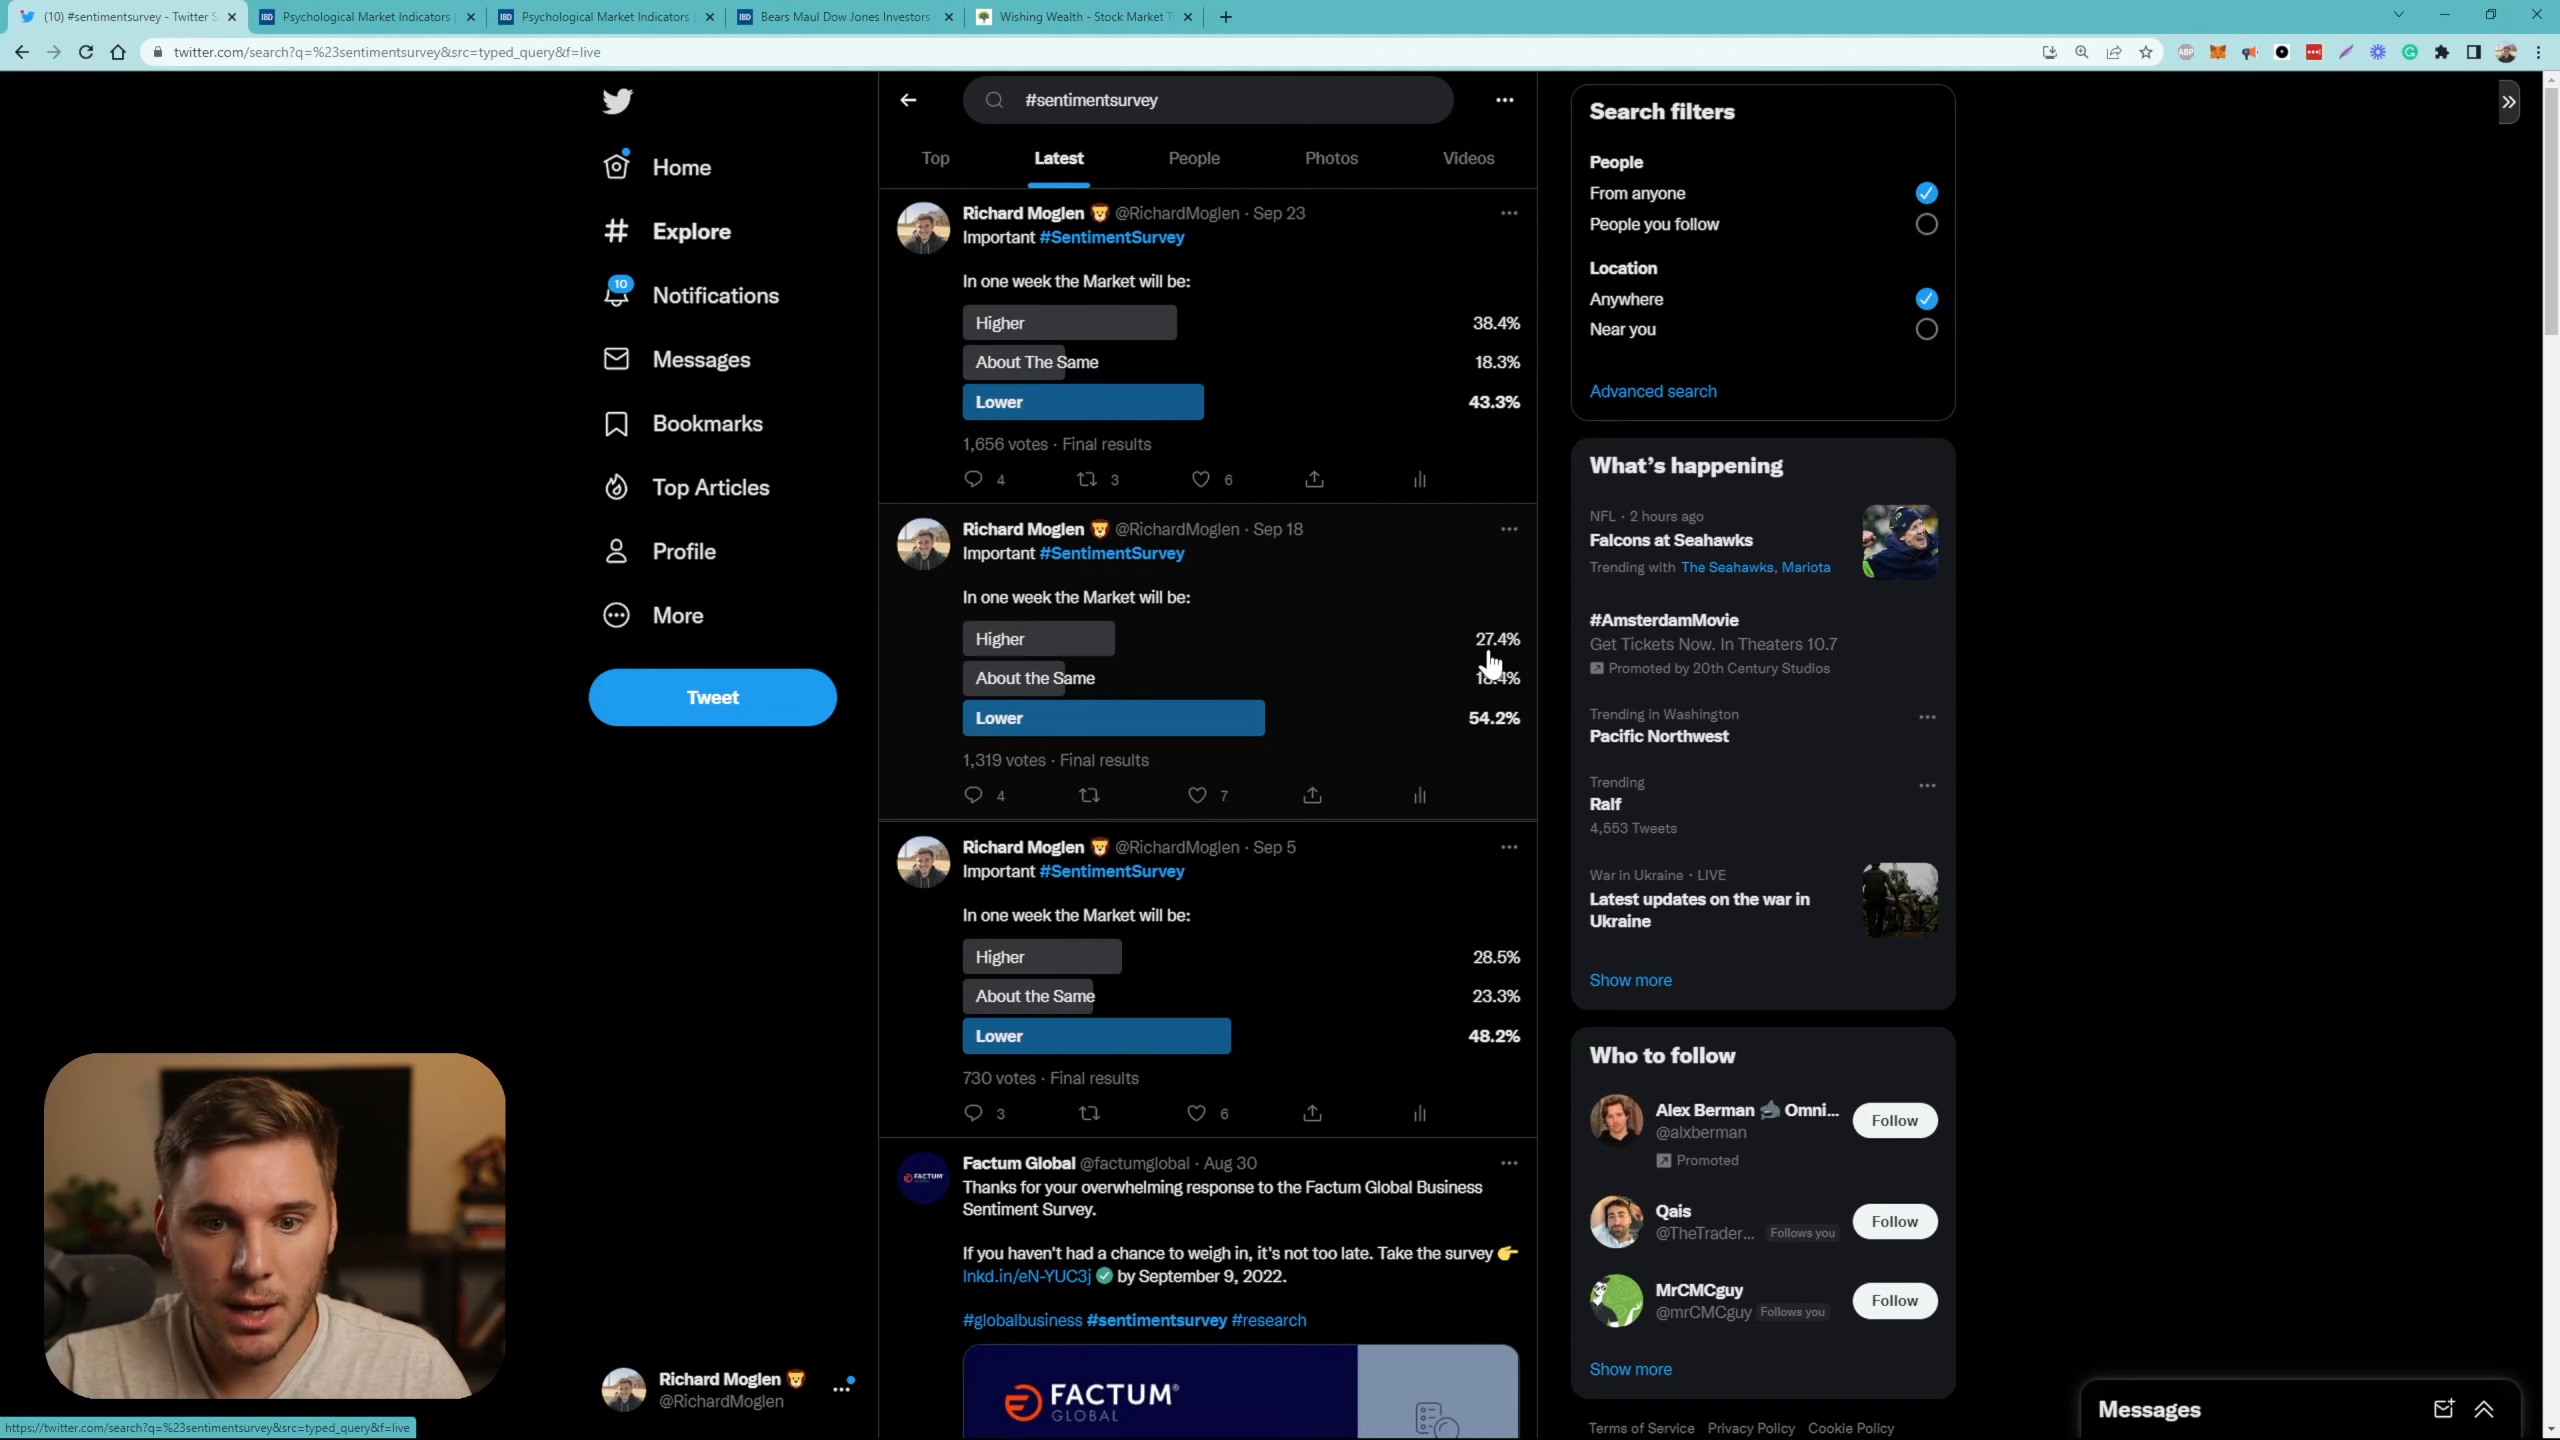 (10) #sentimentsurvey - Twitter S
Psychological Market Indicators
Psychological Market Indicators
Bears Maul Dow Jones Investors
Wishing Wealth - Stock Market T
twitter.com/search?q=%23sentimentsurvey&src=typed_query&f=live
Home
Explore
10
Notifications
Messages
Bookmarks
Top Articles
Profile
More
Tweet
Richard Moglen
@RichardMoglen
https://twitter.com/search?q=%23sentimentsurvey&src=typed_query&f=live
#sentimentsurvey
Top
Latest
People
Photos
Videos
Richard Moglen @RichardMoglen · Sep 23
Important #SentimentSurvey
In one week the Market will be:
Higher 38.4%
About The Same 18.3%
Lower 43.3%
1,656 votes · Final results
4 3 6
Richard Moglen @RichardMoglen · Sep 18
Important #SentimentSurvey
In one week the Market will be:
Higher 27.4%
About the Same 18.4%
Lower 54.2%
1,319 votes · Final results
4 7
Richard Moglen @RichardMoglen · Sep 5
Important #SentimentSurvey
In one week the Market will be:
Higher 28.5%
About the Same 23.3%
Lower 48.2%
730 votes · Final results
3 6
Factum Global @factumglobal · Aug 30
Thanks for your overwhelming response to the Factum Global Business
Sentiment Survey.
If you haven't had a chance to weigh in, it's not too late. Take the survey
lnkd.in/eN-YUC3j by September 9, 2022.
#globalbusiness #sentimentsurvey #research
FACTUM®
GLOBAL
Search filters
People
From anyone
People you follow
Location
Anywhere
Near you
Advanced search
What's happening
NFL · 2 hours ago
Falcons at Seahawks
Trending with The Seahawks, Mariota
#AmsterdamMovie
Get Tickets Now. In Theaters 10.7
Promoted by 20th Century Studios
Trending in Washington
Pacific Northwest
Trending
Ralf
4,553 Tweets
War in Ukraine · LIVE
Latest updates on the war in
Ukraine
Show more
Who to follow
Alex Berman Omni...
@alxberman
Promoted
Follow
Qais
@TheTrader... Follows you
Follow
MrCMCguy
@mrCMCguy Follows you
Follow
Show more
Terms of Service Privacy Policy Cookie Policy
Messages